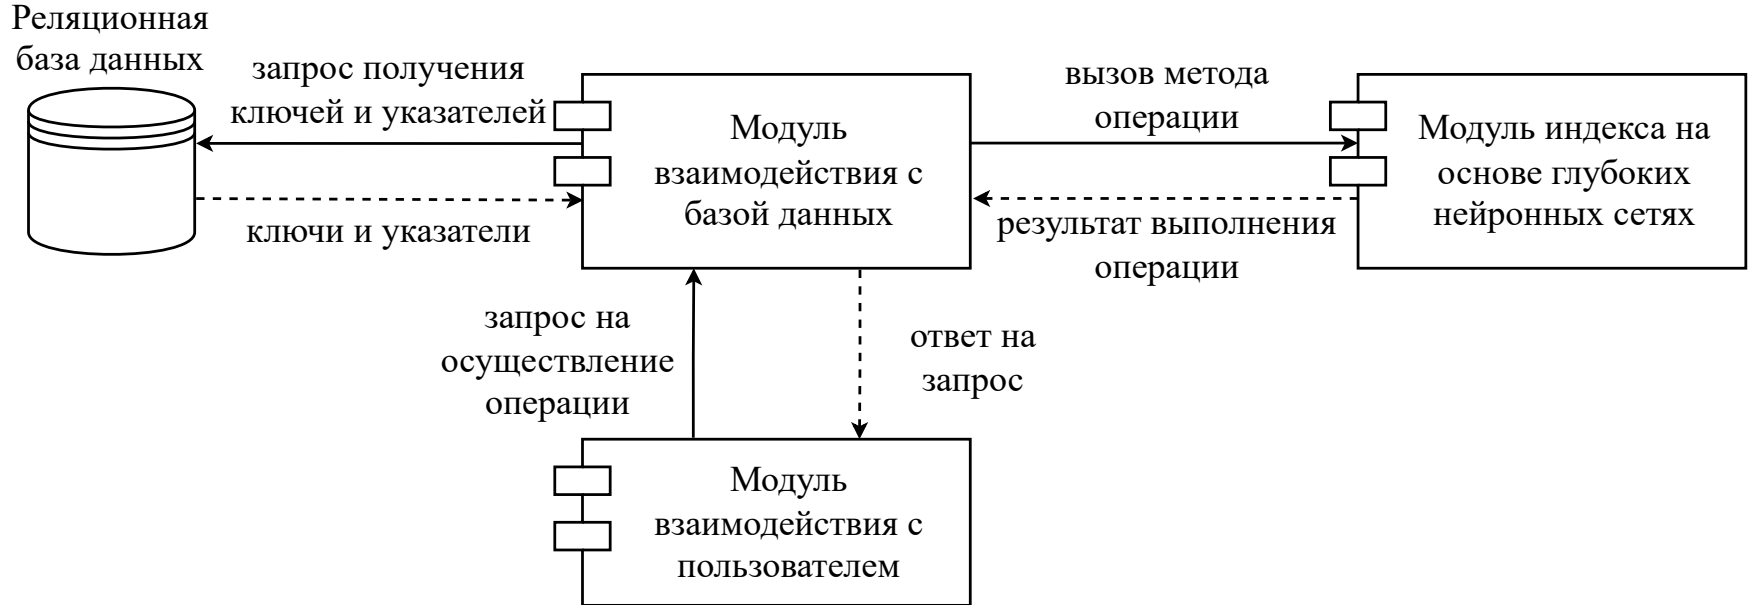 Реляционная
база данных
запрос получения
ключей и указателей
ключи и указатели
Модуль
взаимодействия с
базой данных
вызов метода
операции
результат выполнения
операции
Модуль индекса на
основе глубоких
нейронных сетях
запрос на
осуществление
операции
ответ на
запрос
Модуль
взаимодействия с
пользователем